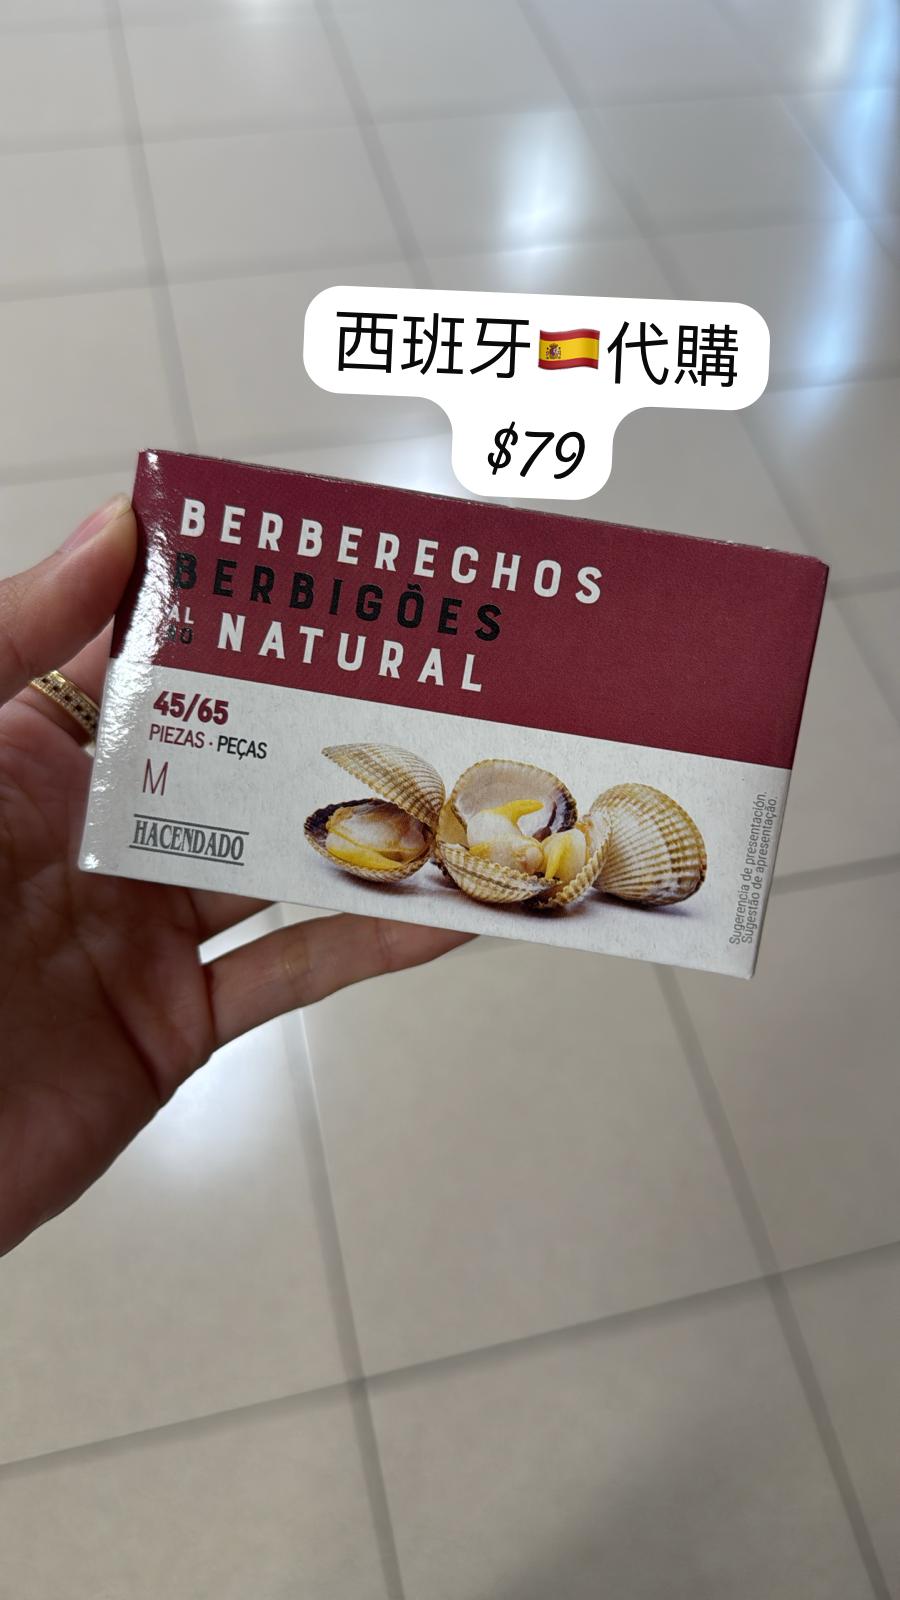 西班牙🇪🇸代購
$79
BERBERECHOS
BERBIGÕES
AL NATURAL
AO
45/65
PIEZAS · PEÇAS
M
HACENDADO
Sugerencia de presentación.
Sugestão de apresentação.